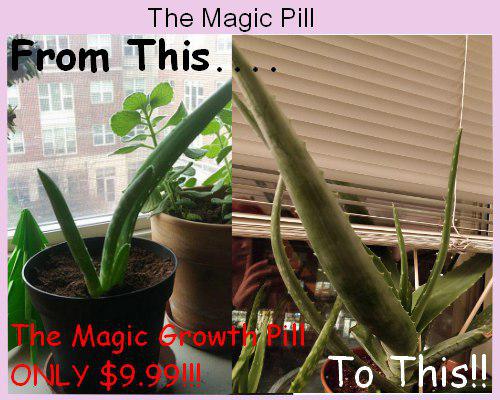 The Magic Pill
From This....
The Magic Growth Pill
ONLY $9.99!!!
To This!!